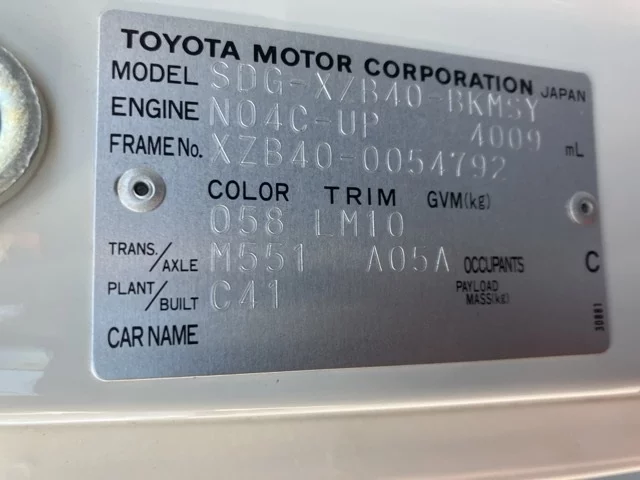 TOYOTA MOTOR CORPORATION JAPAN
MODEL SDG-XZB40-BKMSY
ENGINE N04C-UP 4009 mL
FRAME No. XZB40-0054792
COLOR TRIM GVM(kg)
058 LM10
TRANS./AXLE M551 A05A OCCUPANTS C
PLANT/BUILT C41 PAYLOAD MASS(kg)
CAR NAME
30881